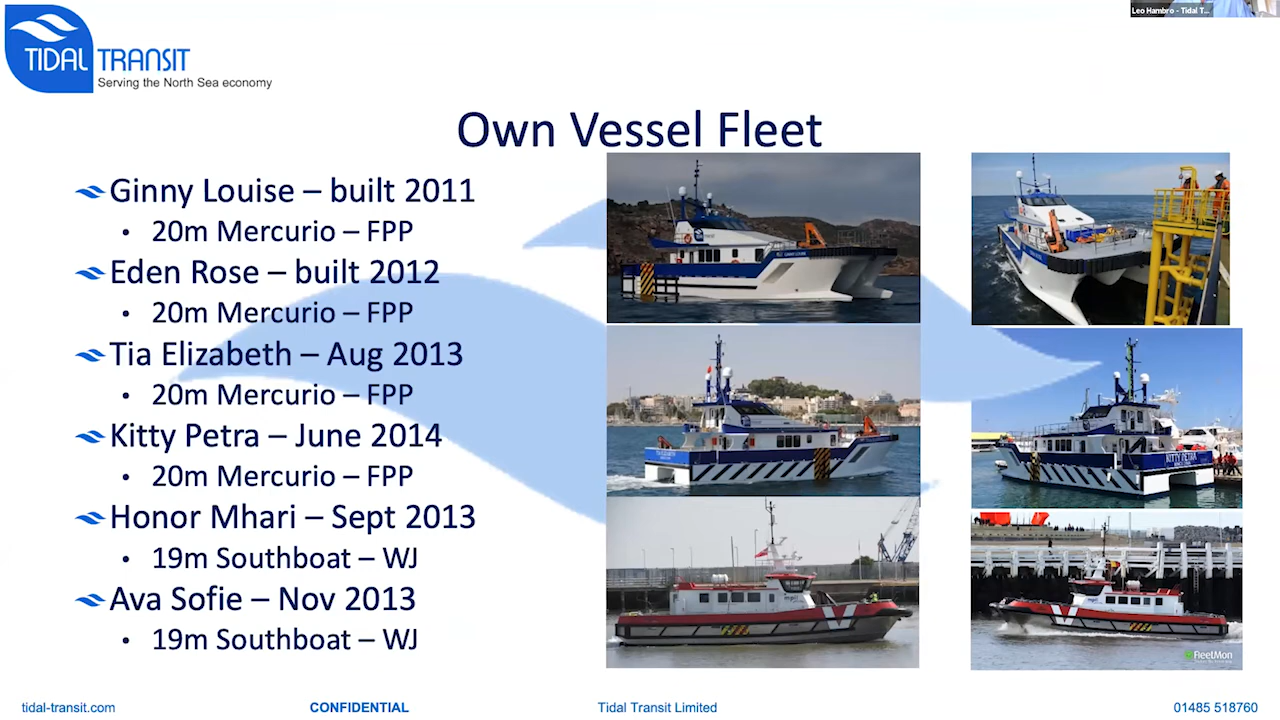 Leo Hambro - Tidal T...
TIDAL TRANSIT
Serving the North Sea economy
Own Vessel Fleet
Ginny Louise – built 2011
• 20m Mercurio – FPP
Eden Rose – built 2012
• 20m Mercurio – FPP
Tia Elizabeth – Aug 2013
• 20m Mercurio – FPP
Kitty Petra – June 2014
• 20m Mercurio – FPP
Honor Mhari – Sept 2013
• 19m Southboat – WJ
Ava Sofie – Nov 2013
• 19m Southboat – WJ
KITTY PETRA
FleetMon
tidal-transit.com
CONFIDENTIAL
Tidal Transit Limited
01485 518760